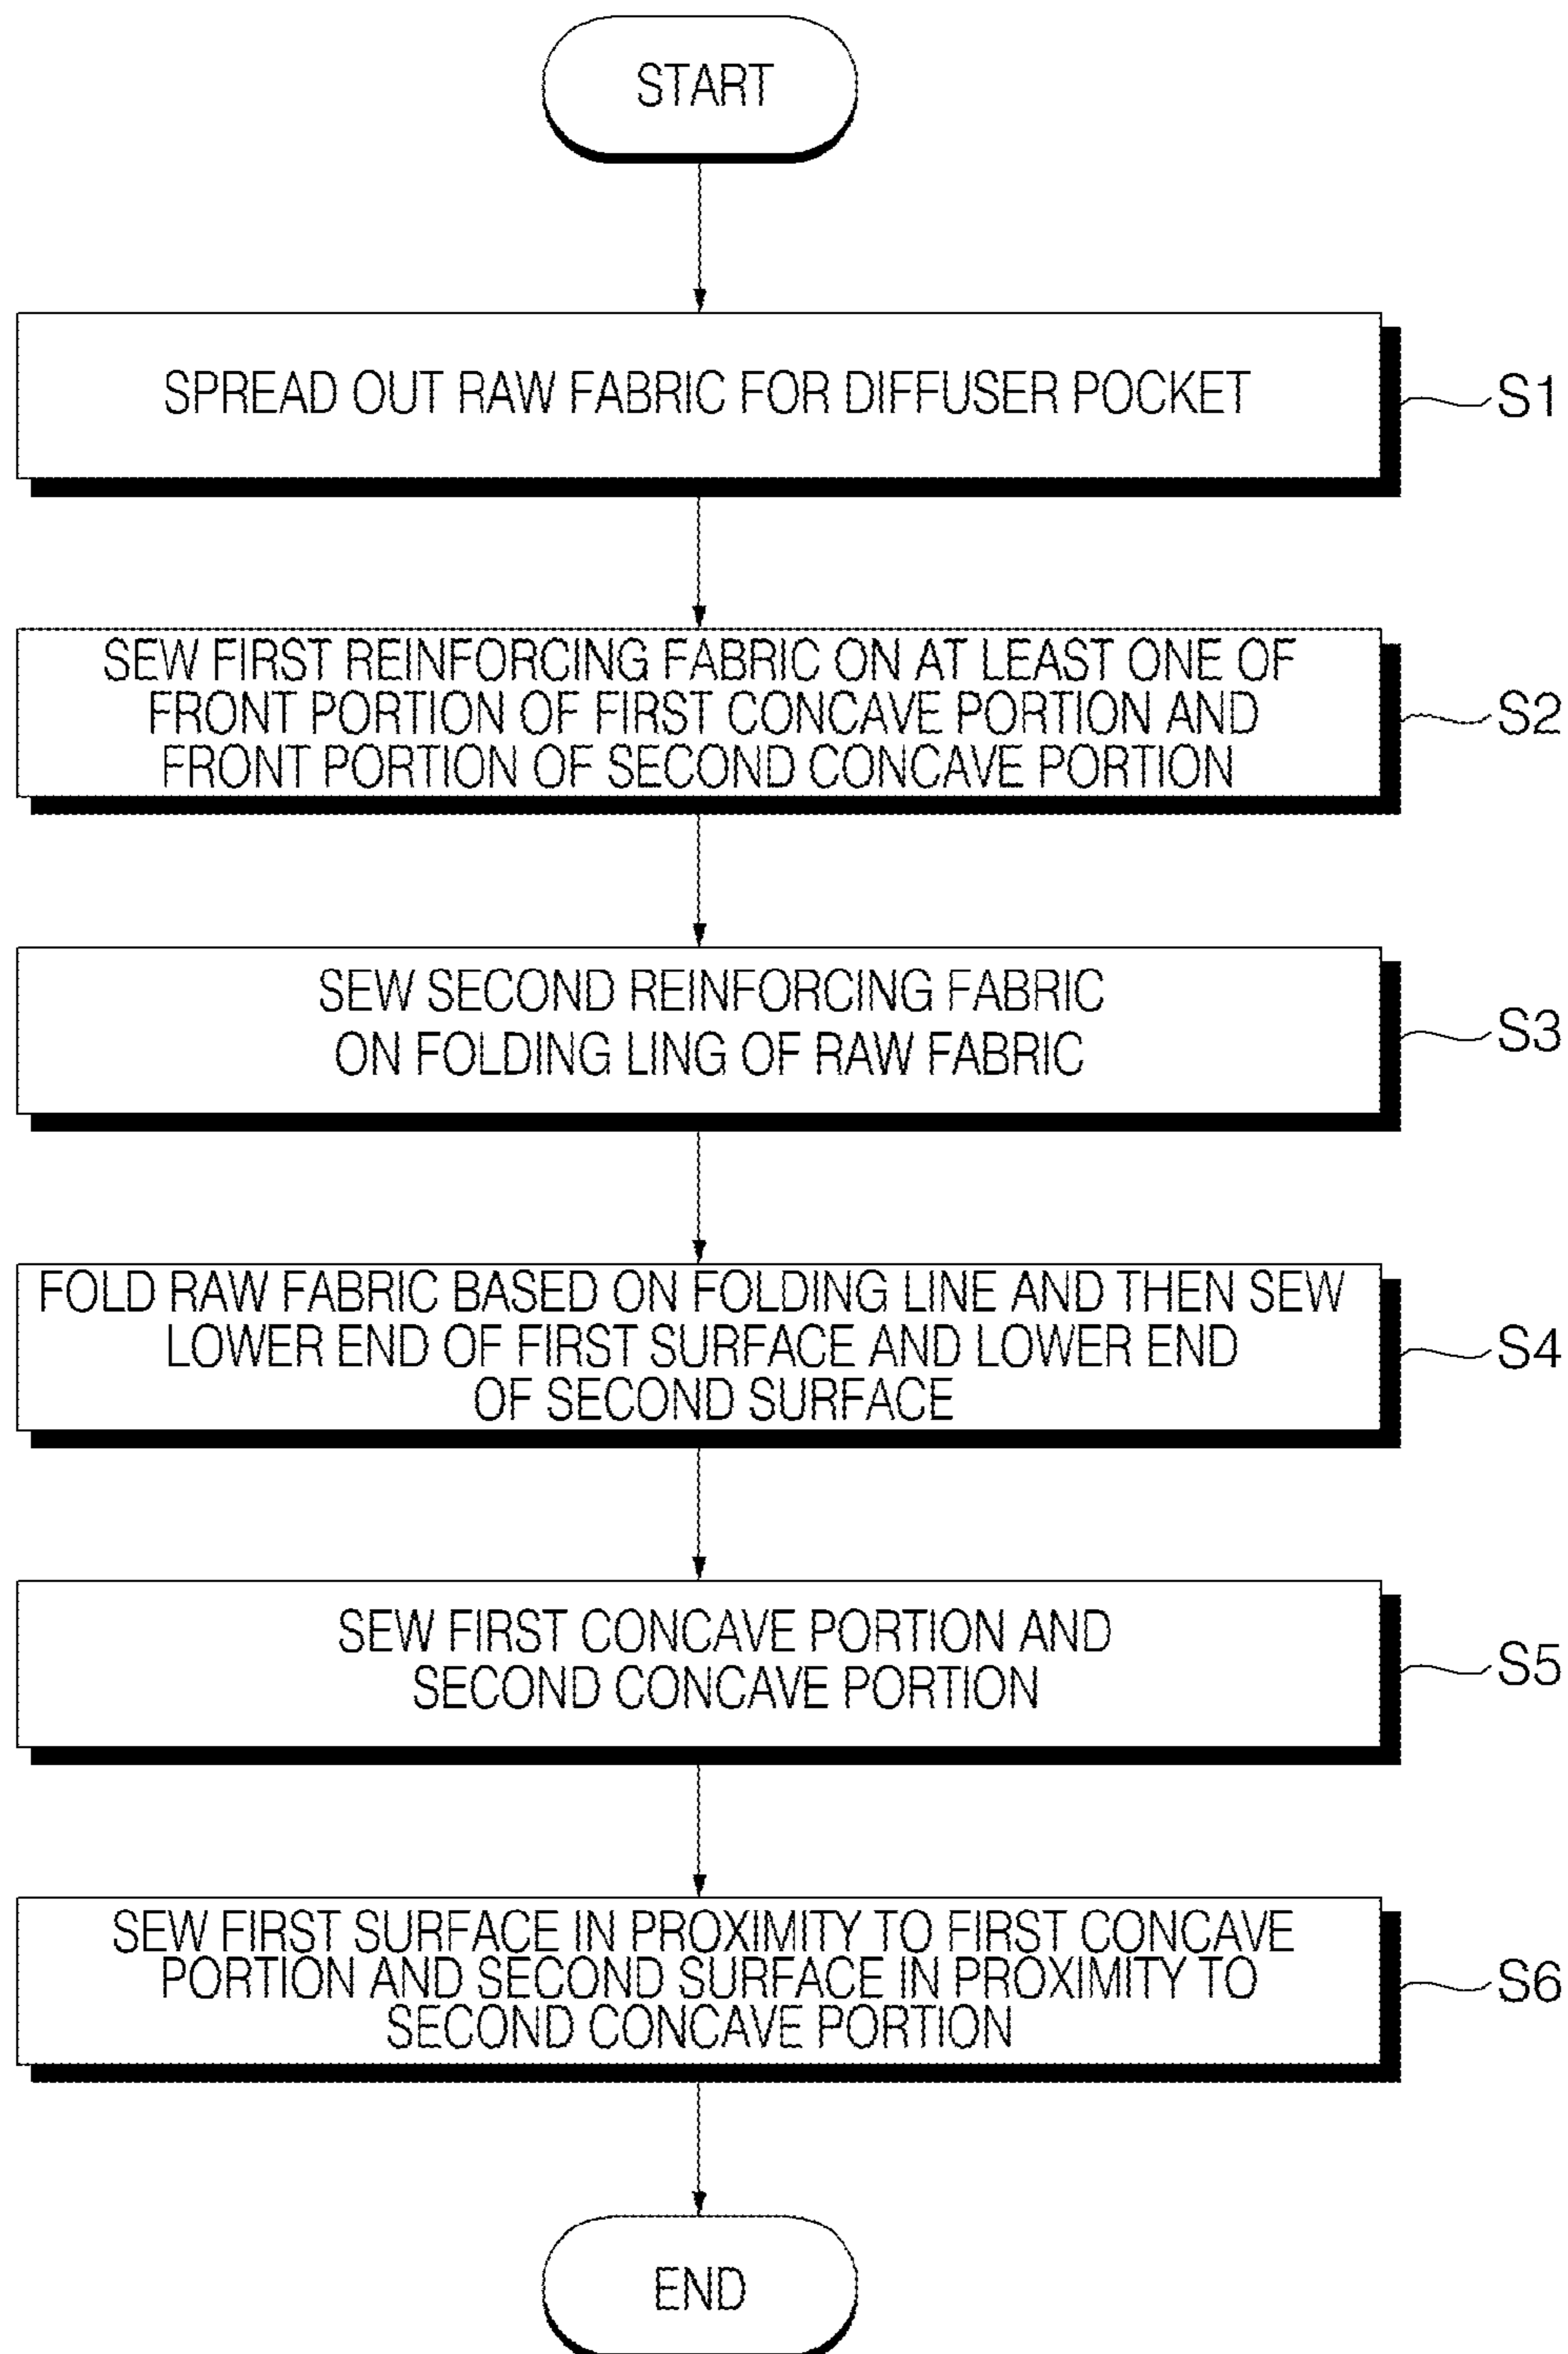 START
SPREAD OUT RAW FABRIC FOR DIFFUSER POCKET
S1
SEW FIRST REINFORCING FABRIC ON AT LEAST ONE OF
FRONT PORTION OF FIRST CONCAVE PORTION AND
FRONT PORTION OF SECOND CONCAVE PORTION
S2
SEW SECOND REINFORCING FABRIC
ON FOLDING LING OF RAW FABRIC
S3
FOLD RAW FABRIC BASED ON FOLDING LINE AND THEN SEW
LOWER END OF FIRST SURFACE AND LOWER END
OF SECOND SURFACE
S4
SEW FIRST CONCAVE PORTION AND
SECOND CONCAVE PORTION
S5
SEW FIRST SURFACE IN PROXIMITY TO FIRST CONCAVE
PORTION AND SECOND SURFACE IN PROXIMITY TO
SECOND CONCAVE PORTION
S6
END